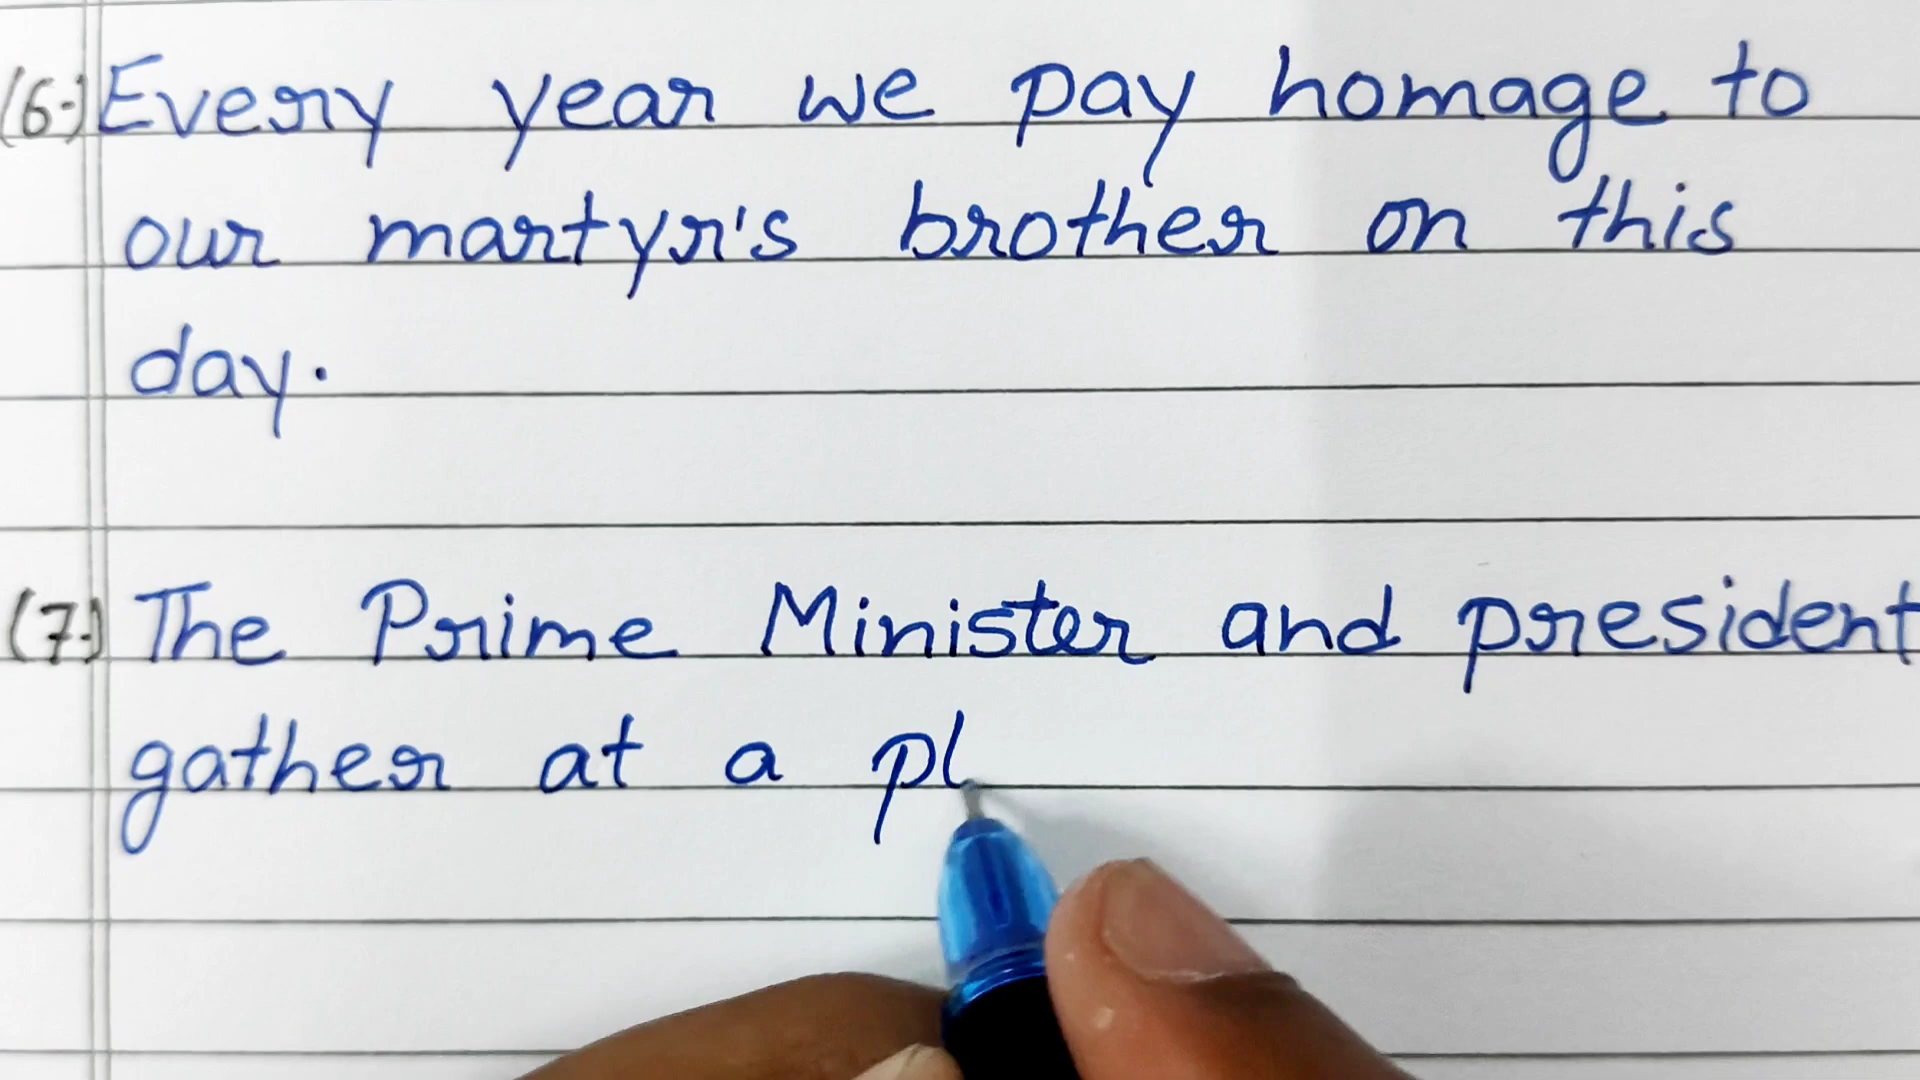 (6.) Every year we pay homage to
our martyr's brother on this
day.
(7.) The Prime Minister and president
gather at a pl